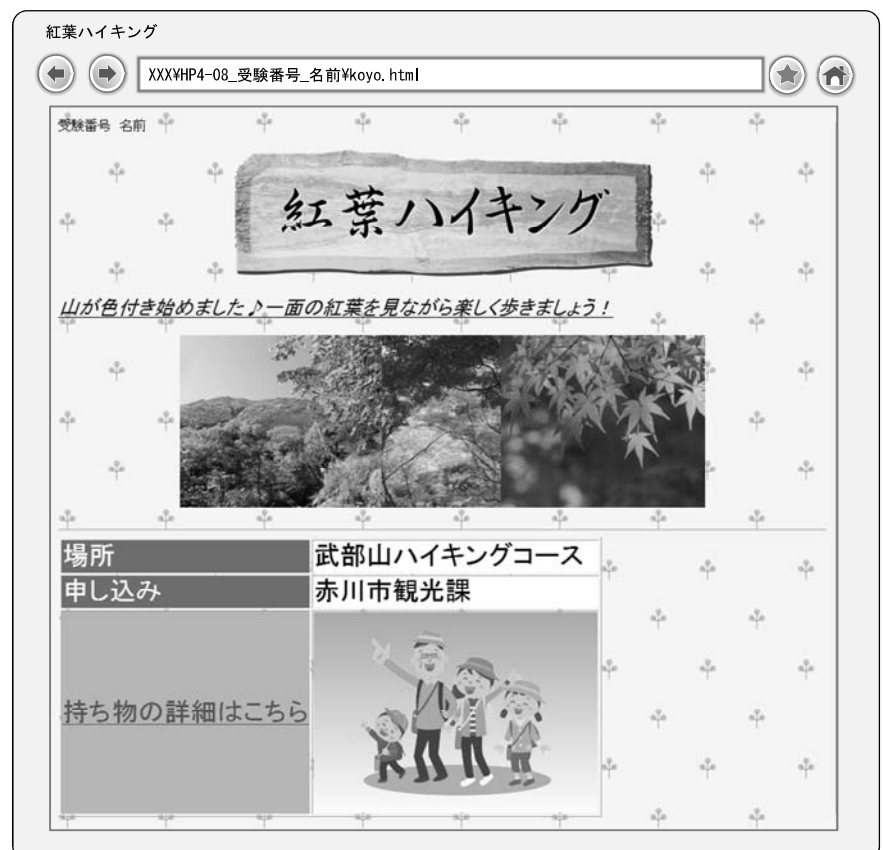 紅葉ハイキング
XXX¥HP4-08_受験番号_名前¥koyo.html
受験番号 名前
紅葉ハイキング
山が色付き始めました♪一面の紅葉を見ながら楽しく歩きましょう！
場所 武部山ハイキングコース
申し込み 赤川市観光課
持ち物の詳細はこちら